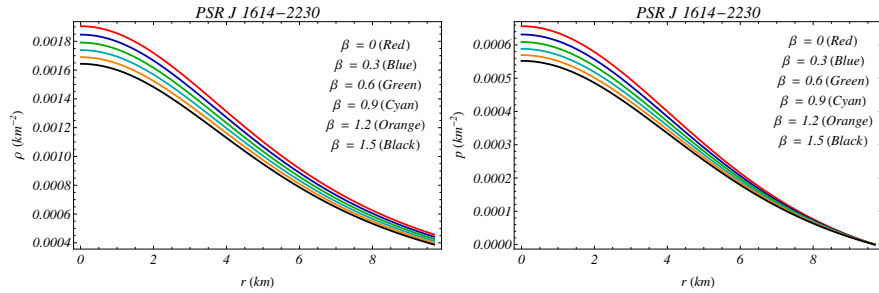 PSR J 1614−2230
β = 0 (Red)
β = 0.3 (Blue)
β = 0.6 (Green)
β = 0.9 (Cyan)
β = 1.2 (Orange)
β = 1.5 (Black)
ρ (km⁻²)
0.0018
0.0016
0.0014
0.0012
0.0010
0.0008
0.0006
0.0004
0 2 4 6 8
r (km)
PSR J 1614−2230
β = 0 (Red)
β = 0.3 (Blue)
β = 0.6 (Green)
β = 0.9 (Cyan)
β = 1.2 (Orange)
β = 1.5 (Black)
p (km⁻²)
0.0006
0.0005
0.0004
0.0003
0.0002
0.0001
0.0000
0 2 4 6 8
r (km)